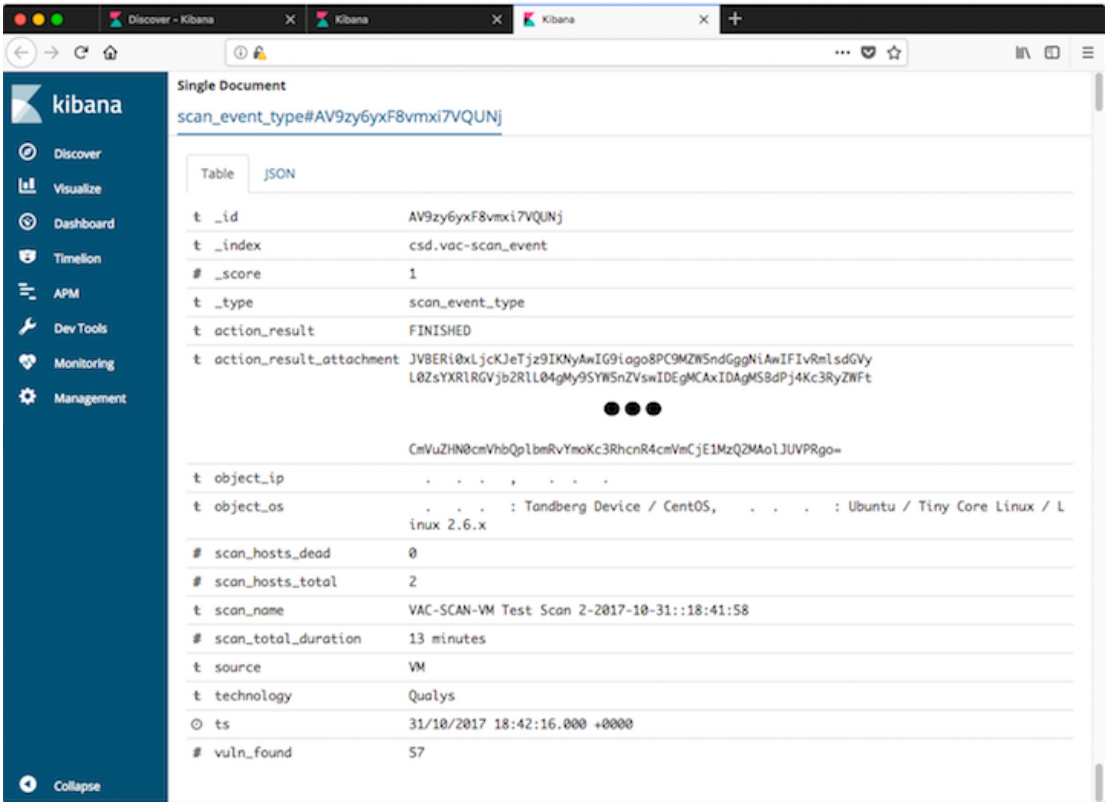 Discover - Kibana
Kibana
Kibana
kibana
Discover
Visualize
Dashboard
Timelion
APM
Dev Tools
Monitoring
Management
Collapse
Single Document
scan_event_type#AV9zy6yxF8vmxi7VQUNj
Table JSON
t _id AV9zy6yxF8vmxi7VQUNj
t _index csd.vac-scan_event
# _score 1
t _type scan_event_type
t action_result FINISHED
t action_result_attachment JVBERi0xLjcKJeTjz9IKNyAwIG9iago8PC9MZW5ndGggNiAwIFIvRmlsdGVy
L0ZsYXRlRGVjb2RlL04gMy9SYW5nZVswIDEgMCAxIDAgMSBdPj4Kc3RyZWFt
CmVuZHN0cmVhbQplbmRvYmoKc3RhcnR4cmVmCjE1MzQ2MAolJUVPRgo=
t object_ip . . . , . . .
t object_os . . . : Tandberg Device / CentOS, . . . : Ubuntu / Tiny Core Linux / L
inux 2.6.x
# scan_hosts_dead 0
# scan_hosts_total 2
t scan_name VAC-SCAN-VM Test Scan 2-2017-10-31::18:41:58
# scan_total_duration 13 minutes
t source VM
t technology Qualys
ts 31/10/2017 18:42:16.000 +0000
# vuln_found 57